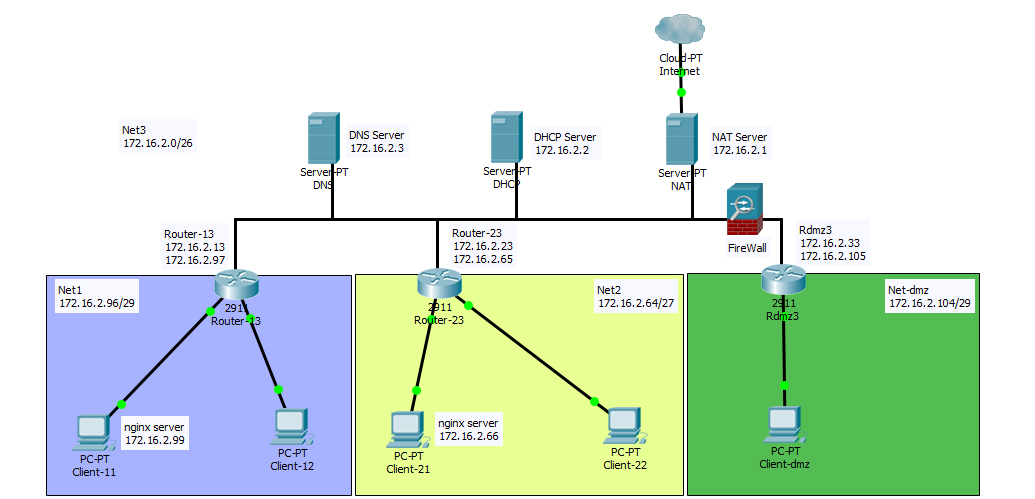 Cloud-PT
Internet
Net3
172.16.2.0/26
DNS Server
172.16.2.3
Server-PT
DNS
DHCP Server
172.16.2.2
Server-PT
DHCP
NAT Server
172.16.2.1
Server-PT
NAT
FireWall
Router-13
172.16.2.13
172.16.2.97
Router-23
172.16.2.23
172.16.2.65
Rdmz3
172.16.2.33
172.16.2.105
Net1
172.16.2.96/29
2911
Router-13
nginx server
172.16.2.99
PC-PT
Client-11
PC-PT
Client-12
Net2
172.16.2.64/27
2911
Router-23
nginx server
172.16.2.66
PC-PT
Client-21
PC-PT
Client-22
Net-dmz
172.16.2.104/29
2911
Rdmz3
PC-PT
Client-dmz